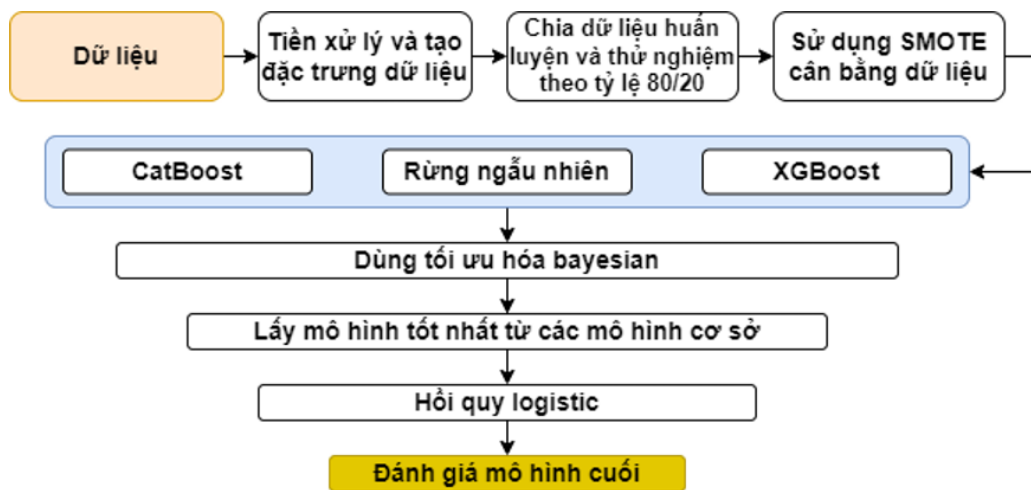 Dữ liệu
Tiền xử lý và tạo
đặc trưng dữ liệu
Chia dữ liệu huấn
luyện và thử nghiệm
theo tỷ lệ 80/20
Sử dụng SMOTE
cân bằng dữ liệu
CatBoost
Rừng ngẫu nhiên
XGBoost
Dùng tối ưu hóa bayesian
Lấy mô hình tốt nhất từ các mô hình cơ sở
Hồi quy logistic
Đánh giá mô hình cuối